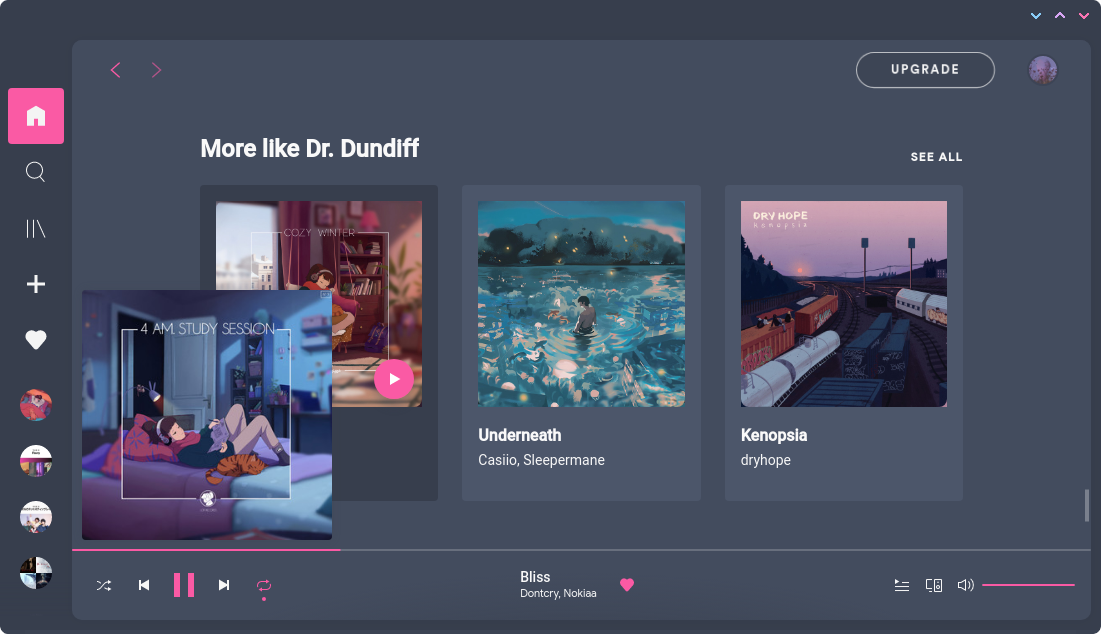 UPGRADE
More like Dr. Dundiff
SEE ALL
COZY WINTER
DRY HOPE
kenopsia
4 A.M. STUDY SESSION
Underneath
Casiio, Sleepermane
Kenopsia
dryhope
Bliss
Dontcry, Nokiaa